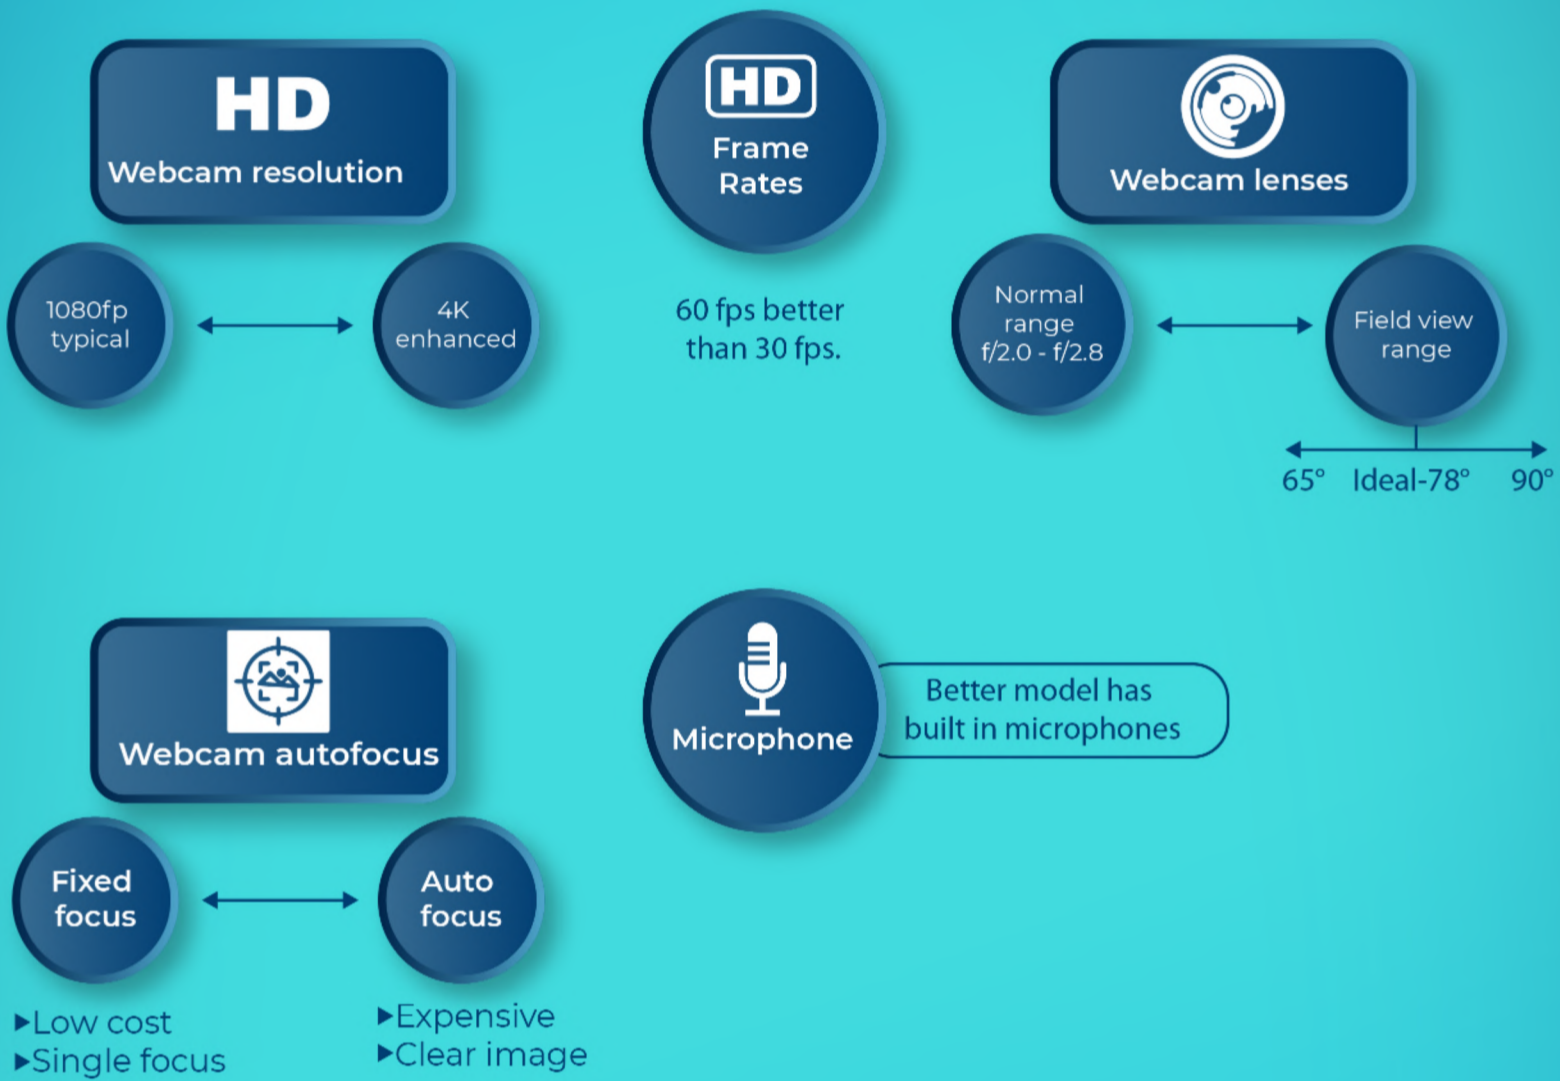 HD
Webcam resolution
1080fp
typical
4K
enhanced
HD
Frame
Rates
60 fps better
than 30 fps.
Webcam lenses
Normal
range
f/2.0 - f/2.8
Field view
range
65° Ideal-78° 90°
Webcam autofocus
Fixed
focus
▶Low cost
▶Single focus
Auto
focus
▶Expensive
▶Clear image
Microphone
Better model has
built in microphones